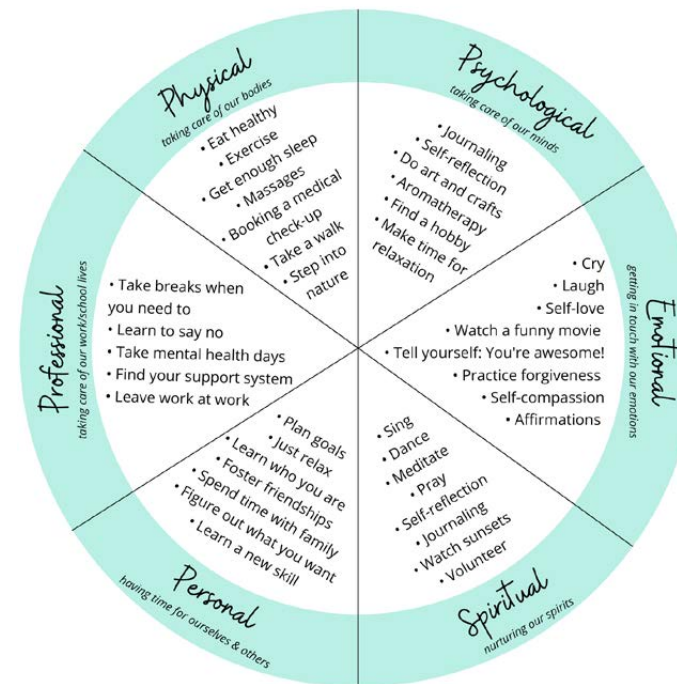 Physical
taking care of our bodies
• Eat healthy
• Exercise
• Get enough sleep
• Massages
• Booking a medical
check-up
• Take a walk
• Step into
nature
Psychological
taking care of our minds
• Journaling
• Self-reflection
• Do art and crafts
• Aromatherapy
• Find a hobby
• Make time for
relaxation
Emotional
getting in touch with our emotions
• Cry
• Laugh
• Self-love
• Watch a funny movie
• Tell yourself: You're awesome!
• Practice forgiveness
• Self-compassion
• Affirmations
Spiritual
nurturing our spirits
• Sing
• Dance
• Meditate
• Pray
• Self-reflection
• Journaling
• Watch sunsets
• Volunteer
Personal
having time for ourselves & others
• Plan goals
• Just relax
• Learn who you are
• Foster friendships
• Spend time with family
• Figure out what you want
• Learn a new skill
Professional
taking care of our work/school lives
• Take breaks when
you need to
• Learn to say no
• Take mental health days
• Find your support system
• Leave work at work